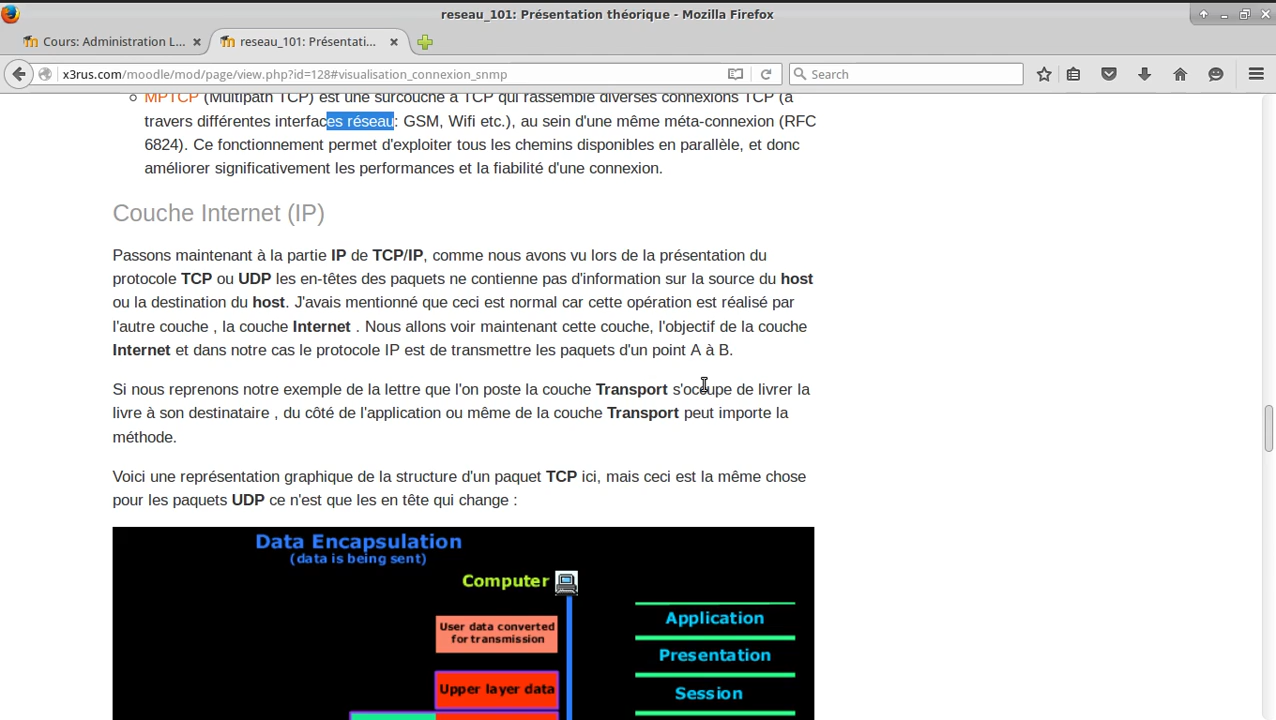 reseau_101: Présentation théorique - Mozilla Firefox
Cours: Administration L...
reseau_101: Présentati...
x3rus.com/moodle/mod/page/view.php?id=128#visualisation_connexion_snmp
Search
MPTCP (Multipath TCP) est une surcouche à TCP qui rassemble diverses connexions TCP (à
travers différentes interfaces réseau: GSM, Wifi etc.), au sein d'une même méta-connexion (RFC
6824). Ce fonctionnement permet d'exploiter tous les chemins disponibles en parallèle, et donc
améliorer significativement les performances et la fiabilité d'une connexion.
Couche Internet (IP)
Passons maintenant à la partie IP de TCP/IP, comme nous avons vu lors de la présentation du
protocole TCP ou UDP les en-têtes des paquets ne contienne pas d'information sur la source du host
ou la destination du host. J'avais mentionné que ceci est normal car cette opération est réalisé par
l'autre couche , la couche Internet . Nous allons voir maintenant cette couche, l'objectif de la couche
Internet et dans notre cas le protocole IP est de transmettre les paquets d'un point A à B.
Si nous reprenons notre exemple de la lettre que l'on poste la couche Transport s'occupe de livrer la
livre à son destinataire , du côté de l'application ou même de la couche Transport peut importe la
méthode.
Voici une représentation graphique de la structure d'un paquet TCP ici, mais ceci est la même chose
pour les paquets UDP ce n'est que les en tête qui change :
Data Encapsulation
(data is being sent)
Computer
User data converted
for transmission
Upper layer data
Application
Presentation
Session